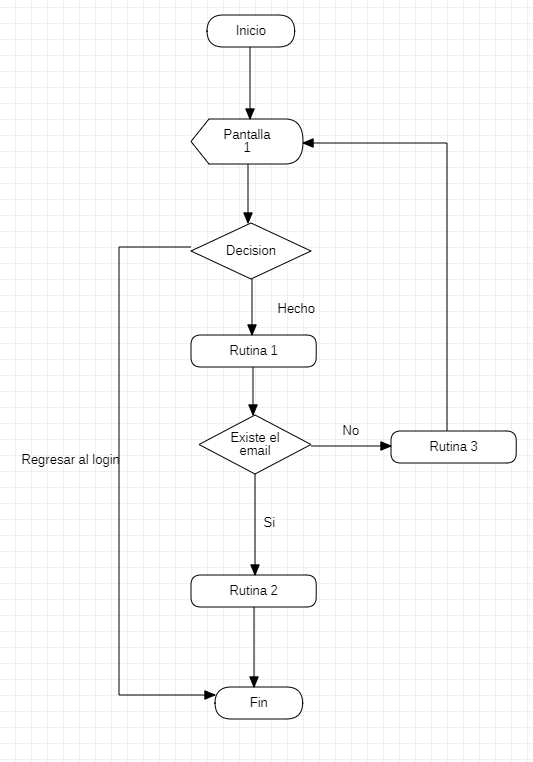 Inicio
Pantalla
1
Decision
Hecho
Rutina 1
Existe el
email
No
Rutina 3
Regresar al login
Si
Rutina 2
Fin